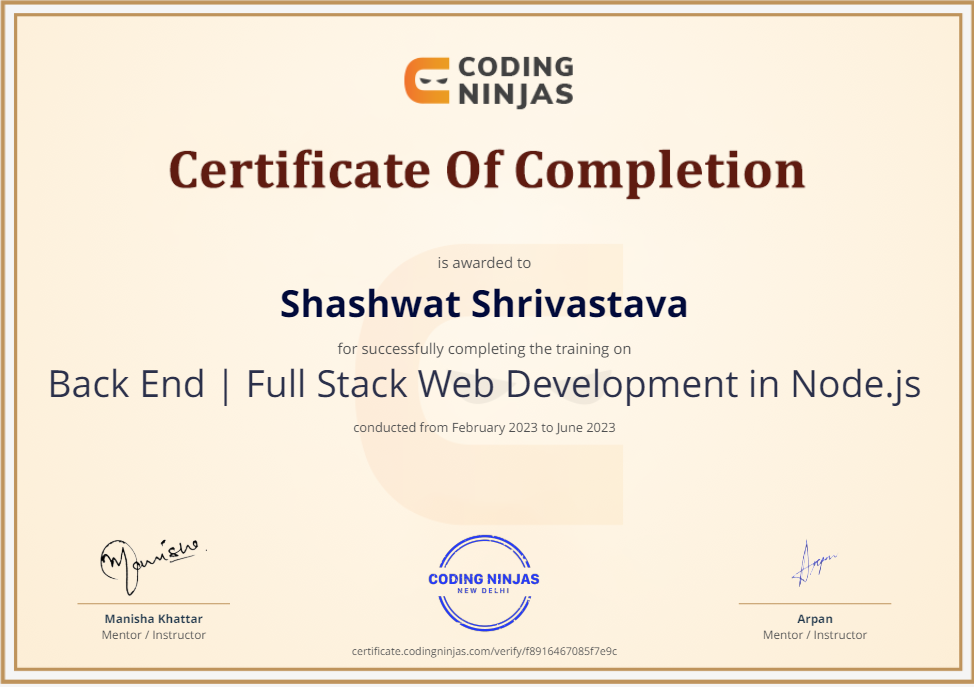 CODING
NINJAS
Certificate Of Completion
is awarded to
Shashwat Shrivastava
for successfully completing the training on
Back End | Full Stack Web Development in Node.js
conducted from February 2023 to June 2023
Manisha
CODING NINJAS
NEW DELHI
Arpan
Manisha Khattar
Mentor / Instructor
Arpan
Mentor / Instructor
certificate.codingninjas.com/verify/f8916467085f7e9c